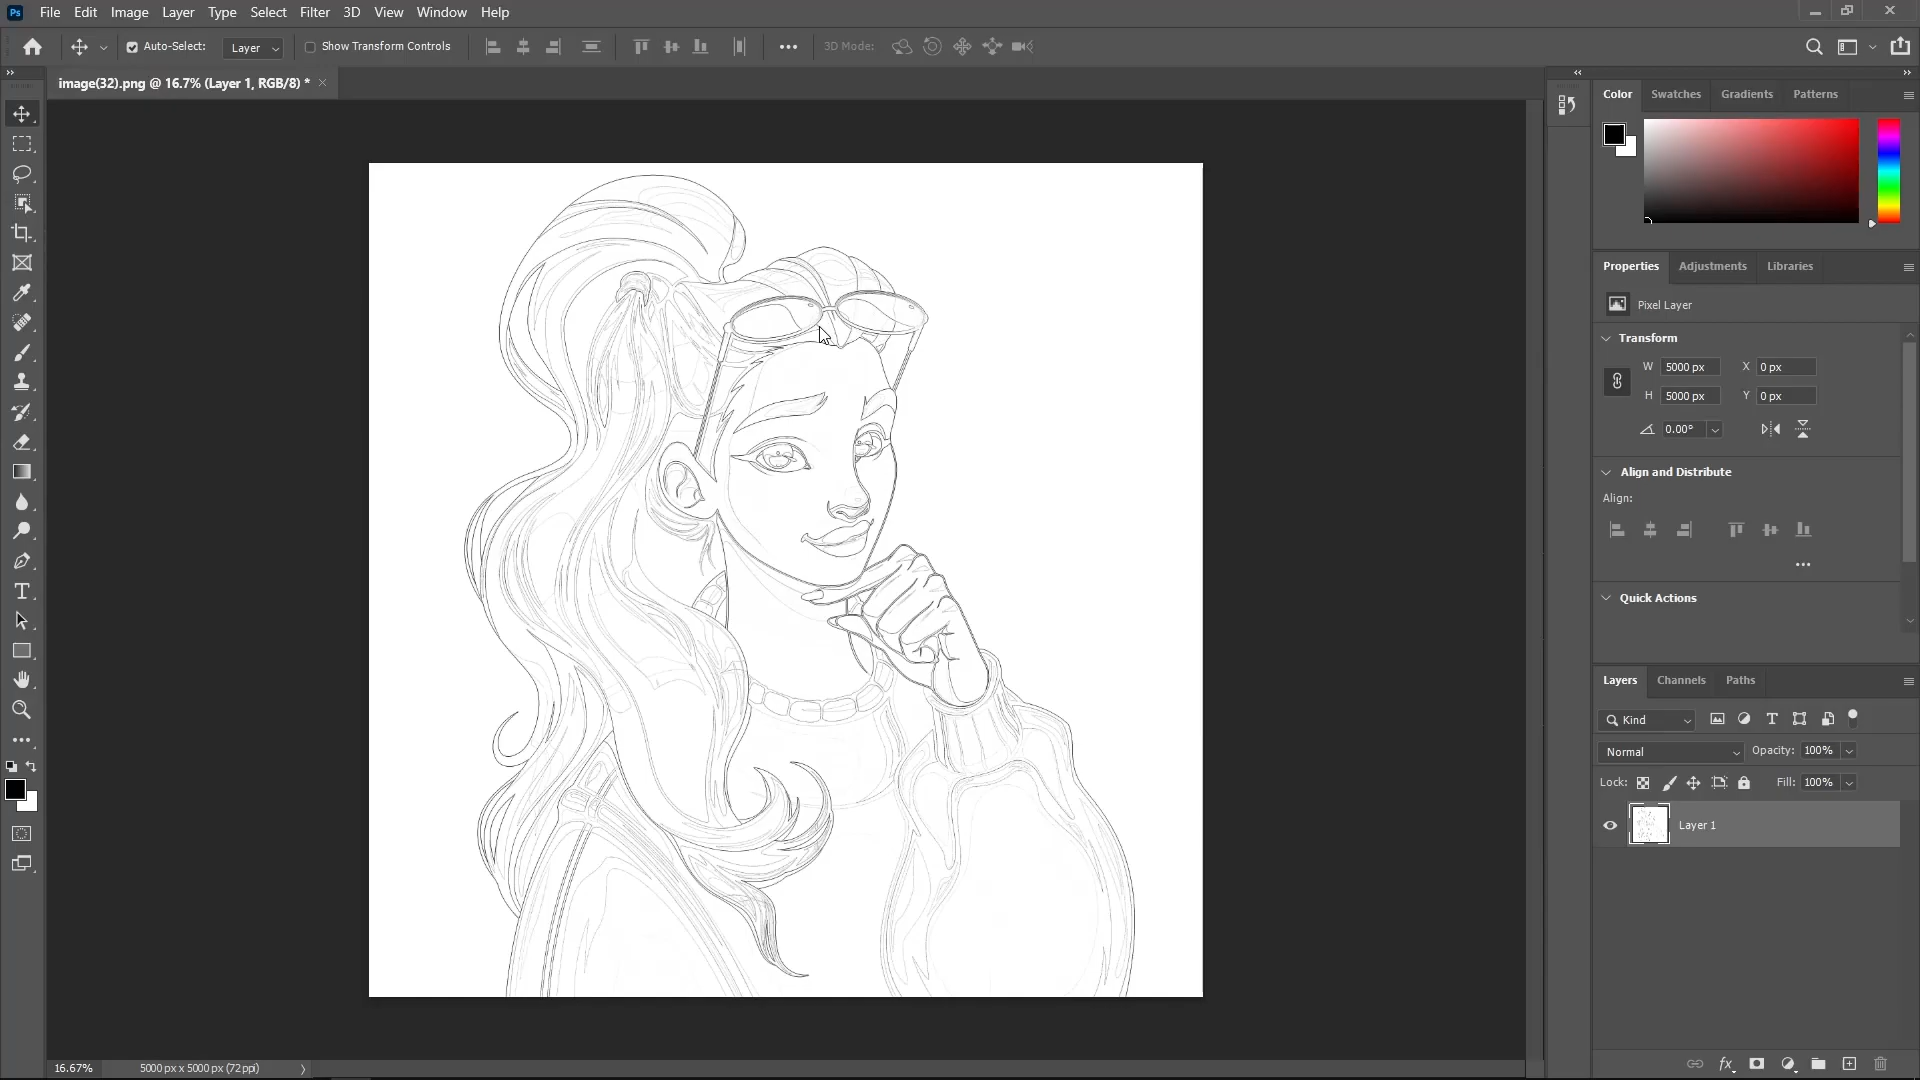 Ps File Edit Image Layer Type Select Filter 3D View Window Help
Auto-Select: Layer Show Transform Controls 3D Mode:
image(32).png @ 16.7% (Layer 1, RGB/8) *
Color Swatches Gradients Patterns
Properties Adjustments Libraries
Pixel Layer
Transform
W 5000 px X 0 px
H 5000 px Y 0 px
0.00°
Align and Distribute
Align:
Quick Actions
Layers Channels Paths
Kind
Normal Opacity: 100%
Lock: Fill: 100%
Layer 1
fx
16.67% 5000 px x 5000 px (72 ppi)